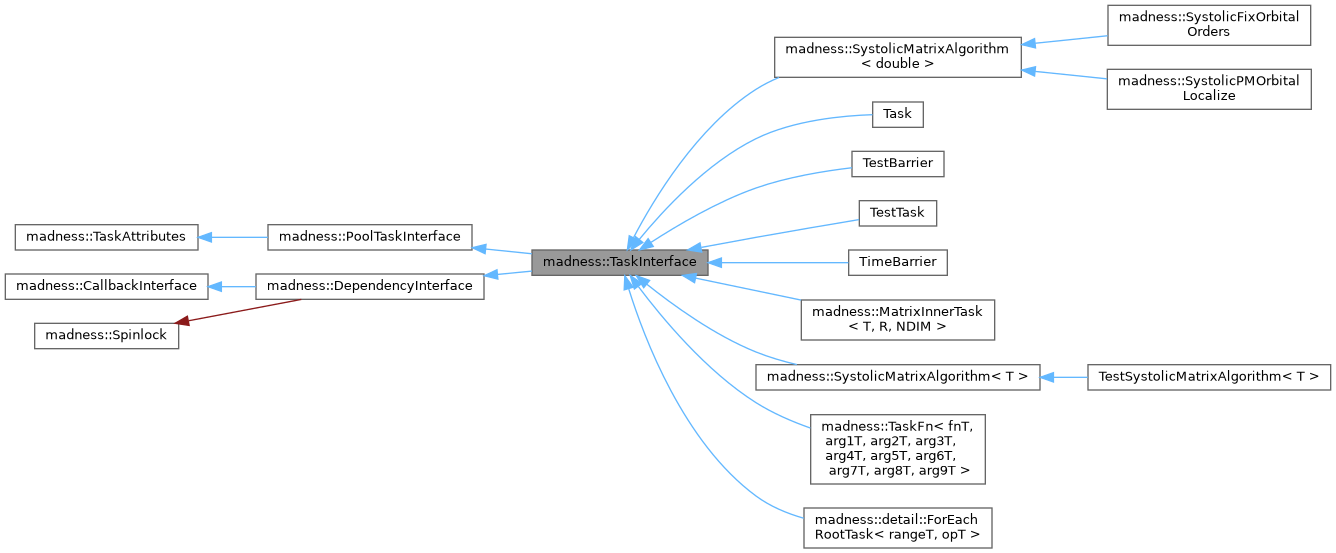 madness::SystolicFixOrbital
Orders
madness::SystolicMatrixAlgorithm
< double >
madness::SystolicPMOrbital
Localize
Task
TestBarrier
TestTask
madness::TaskAttributes
madness::PoolTaskInterface
madness::TaskInterface
TimeBarrier
madness::CallbackInterface
madness::DependencyInterface
madness::Spinlock
madness::MatrixInnerTask
< T, R, NDIM >
madness::SystolicMatrixAlgorithm< T >
TestSystolicMatrixAlgorithm< T >
madness::TaskFn< fnT,
arg1T, arg2T, arg3T,
arg4T, arg5T, arg6T,
arg7T, arg8T, arg9T >
madness::detail::ForEach
RootTask< rangeT, opT >